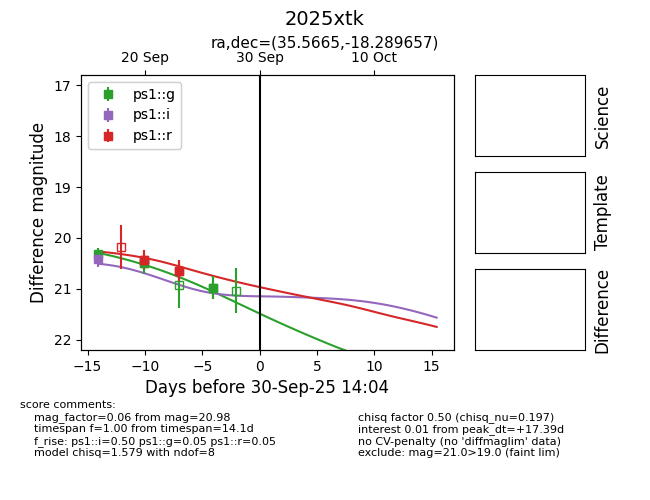 2025xtk
ra,dec=(35.5665,-18.289657)
20 Sep 30 Sep 10 Oct
17
18
19
20
21
22
Difference magnitude
ps1::g
ps1::i
ps1::r
−15 −10 −5 0 5 10 15
Days before 30-Sep-25 14:04
Science
Template
Difference
score comments:
mag_factor=0.06 from mag=20.98
timespan f=1.00 from timespan=14.1d
f_rise: ps1::i=0.50 ps1::g=0.05 ps1::r=0.05
model chisq=1.579 with ndof=8
chisq factor 0.50 (chisq_nu=0.197)
interest 0.01 from peak_dt=+17.39d
no CV-penalty (no 'diffmaglim' data)
exclude: mag=21.0>19.0 (faint lim)